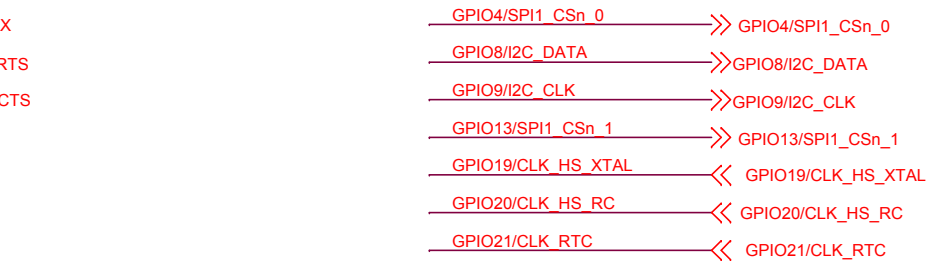 X
RTS
CTS
GPIO4/SPI1_CSn_0 GPIO4/SPI1_CSn_0
GPIO8/I2C_DATA GPIO8/I2C_DATA
GPIO9/I2C_CLK GPIO9/I2C_CLK
GPIO13/SPI1_CSn_1 GPIO13/SPI1_CSn_1
GPIO19/CLK_HS_XTAL GPIO19/CLK_HS_XTAL
GPIO20/CLK_HS_RC GPIO20/CLK_HS_RC
GPIO21/CLK_RTC GPIO21/CLK_RTC